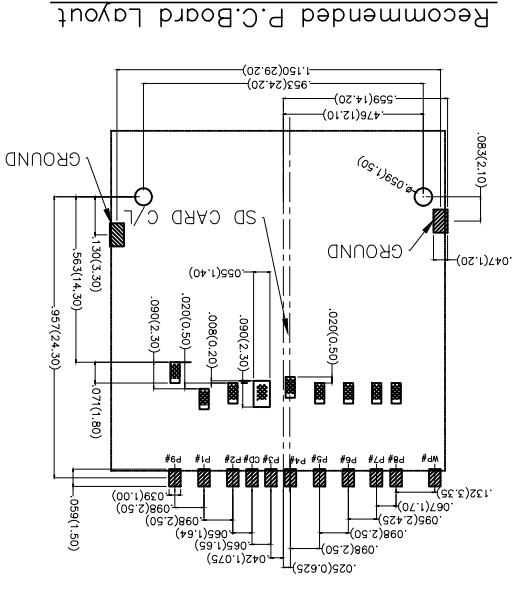 Recommended P.C.Board Layout
1.150(29.20)
.953(24.20)
.559(14.20)
.476(12.10)
.083(2.10)
⌀.059(1.50)
GROUND
SD CARD C/L
GROUND
.047(1.20)
.130(3.30)
.563(14.30)
.957(24.30)
.055(1.40)
.090(2.30)
.020(0.50)
.008(0.20)
.090(2.30)
.020(0.50)
.071(1.80)
P9#
P1#
P2#
CD#
P3#
P4#
P5#
P6#
P7#
P8#
WP#
.059(1.50)
.039(1.00)
.098(2.50)
.098(2.50)
.065(1.64)
.065(1.65)
.042(1.075)
.025(0.625)
.098(2.50)
.098(2.50)
.095(2.425)
.067(1.70)
.132(3.35)